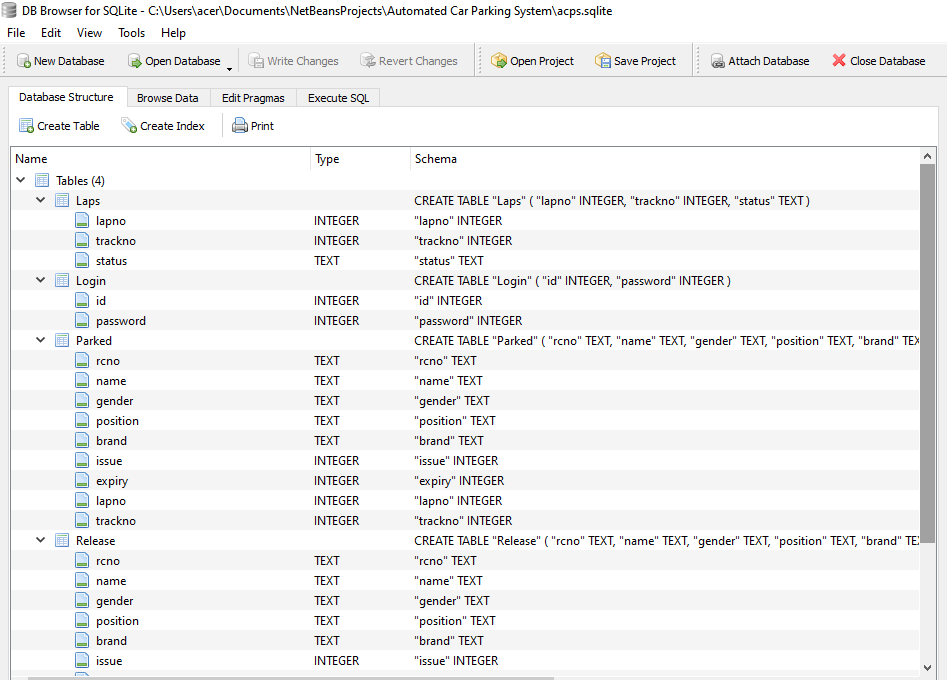 DB Browser for SQLite - C:\Users\acer\Documents\NetBeansProjects\Automated Car Parking System\acps.sqlite
File Edit View Tools Help
New Database Open Database Write Changes Revert Changes Open Project Save Project Attach Database Close Database
Database Structure Browse Data Edit Pragmas Execute SQL
Create Table Create Index Print
Name Type Schema
Tables (4)
Laps CREATE TABLE "Laps" ( "lapno" INTEGER, "trackno" INTEGER, "status" TEXT )
lapno INTEGER "lapno" INTEGER
trackno INTEGER "trackno" INTEGER
status TEXT "status" TEXT
Login CREATE TABLE "Login" ( "id" INTEGER, "password" INTEGER )
id INTEGER "id" INTEGER
password INTEGER "password" INTEGER
Parked CREATE TABLE "Parked" ( "rcno" TEXT, "name" TEXT, "gender" TEXT, "position" TEXT, "brand" TEX
rcno TEXT "rcno" TEXT
name TEXT "name" TEXT
gender TEXT "gender" TEXT
position TEXT "position" TEXT
brand TEXT "brand" TEXT
issue INTEGER "issue" INTEGER
expiry INTEGER "expiry" INTEGER
lapno INTEGER "lapno" INTEGER
trackno INTEGER "trackno" INTEGER
Release CREATE TABLE "Release" ( "rcno" TEXT, "name" TEXT, "gender" TEXT, "position" TEXT, "brand" TE
rcno TEXT "rcno" TEXT
name TEXT "name" TEXT
gender TEXT "gender" TEXT
position TEXT "position" TEXT
brand TEXT "brand" TEXT
issue INTEGER "issue" INTEGER